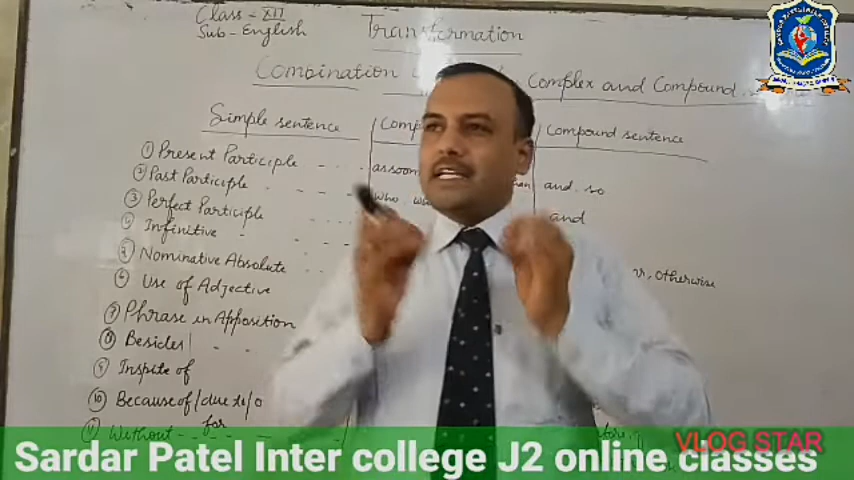 Class - XII
Sub - English
Transformation
Combination Complex and Compound
Simple sentence
Compound sentence
① Present Participle - - -
assoon
and. so
② Past Participle - - -
who
③ Perfect Participle
and
④ Infinitive
Nominative Absolute
otherwise
⑥ Use of Adjective
⑦ Phrase in Apposition
⑧ Besides
⑨ Inspite of
⑩ Because of / due to /
for
⑪ Without
VLOG STAR
Sardar Patel Inter college J2 online classes